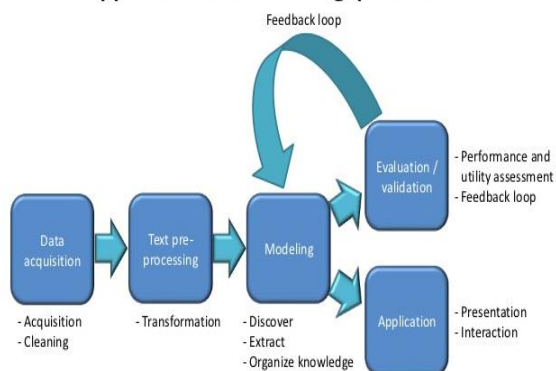 Feedback loop
Evaluation /
validation
- Performance and
utility assessment
- Feedback loop
Data
acquisition
Text pre-
processing
Modeling
- Acquisition
- Cleaning
- Transformation
- Discover
- Extract
- Organize knowledge
Application
- Presentation
- Interaction